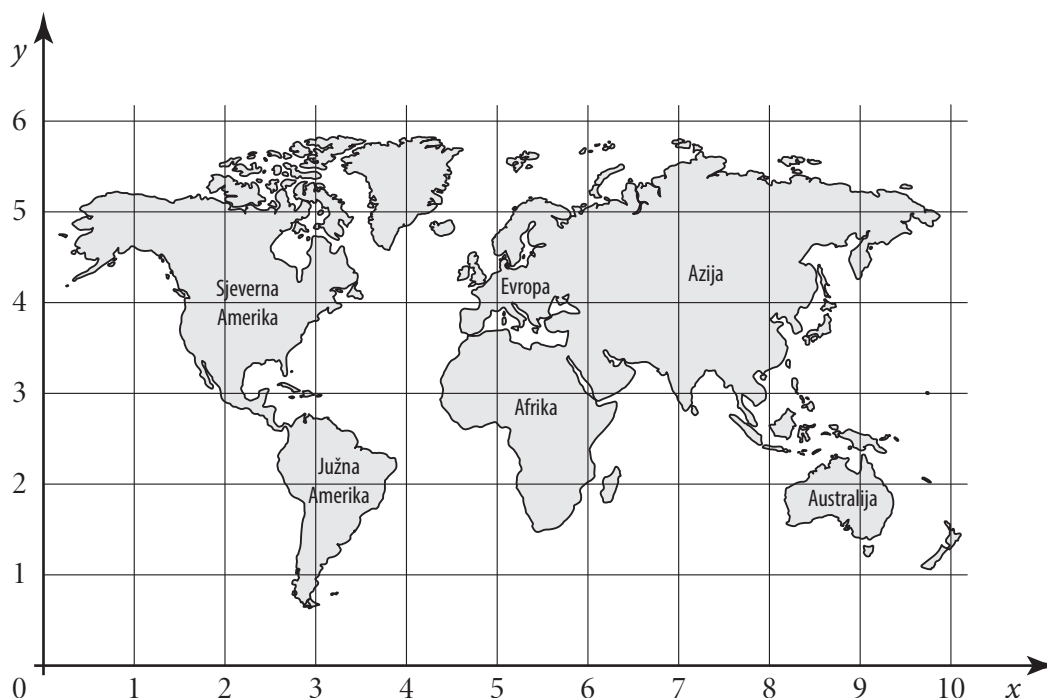 y
6
5
4
3
2
1
0
Sjeverna
Amerika
Evropa
Azija
Afrika
Južna
Amerika
Australija
1 2 3 4 5 6 7 8 9 10 x